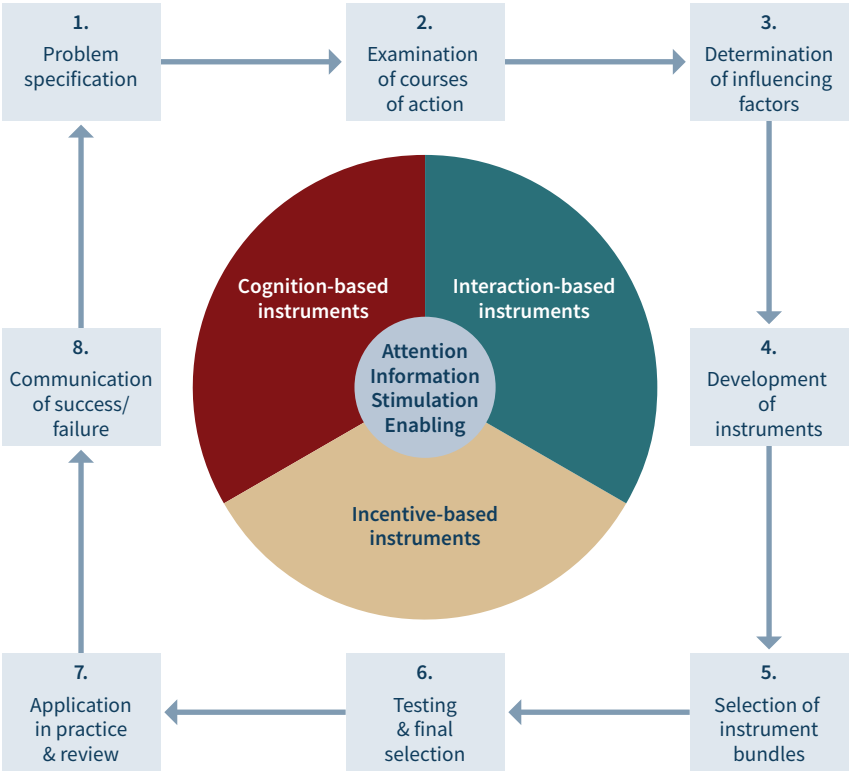 1.
Problem
specification
2.
Examination
of courses
of action
3.
Determination
of influencing
factors
Cognition-based
instruments
Interaction-based
instruments
Attention
Information
Stimulation
Enabling
8.
Communication
of success/
failure
4.
Development
of
instruments
Incentive-based
instruments
7.
Application
in practice
& review
6.
Testing
& final
selection
5.
Selection of
instrument
bundles